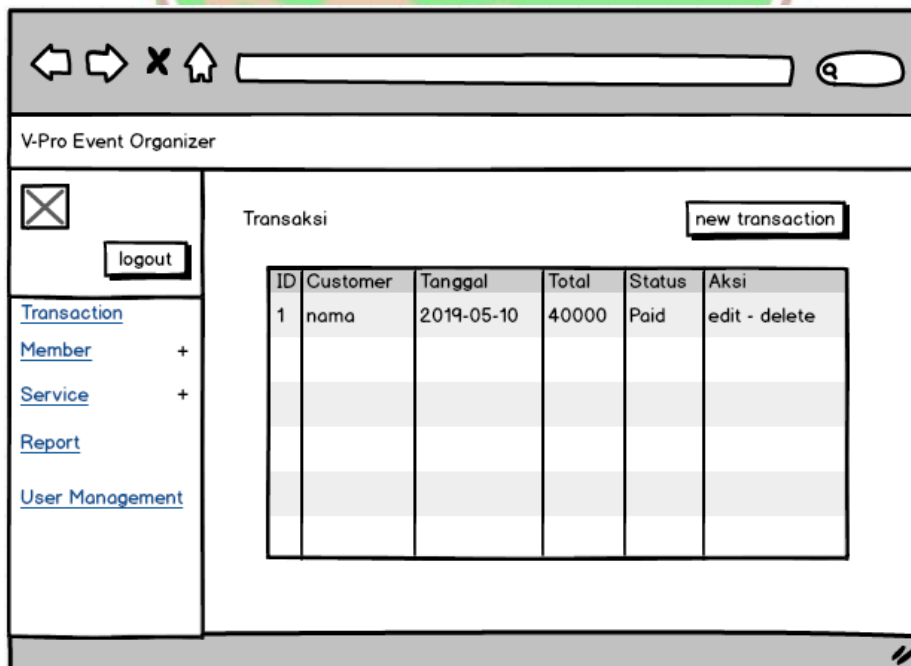 V-Pro Event Organizer
logout
Transaction
Member +
Service +
Report
User Management
Transaksi
new transaction
ID Customer Tanggal Total Status Aksi
1 nama 2019-05-10 40000 Paid edit - delete